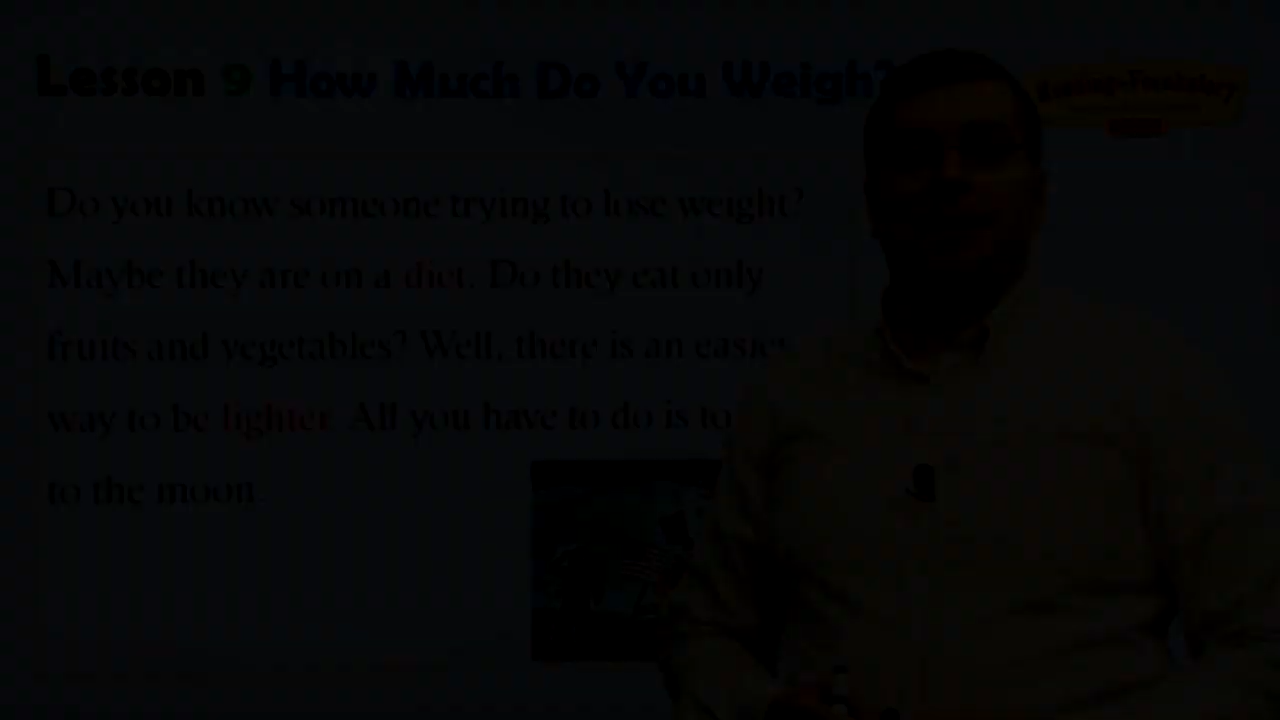 Lesson 9 How Much Do You Weigh?
Do you know someone trying to lose weight?
Maybe they are on a diet. Do they eat only
fruits and vegetables? Well, there is an easier
way to be lighter. All you have to do is to
to the moon.